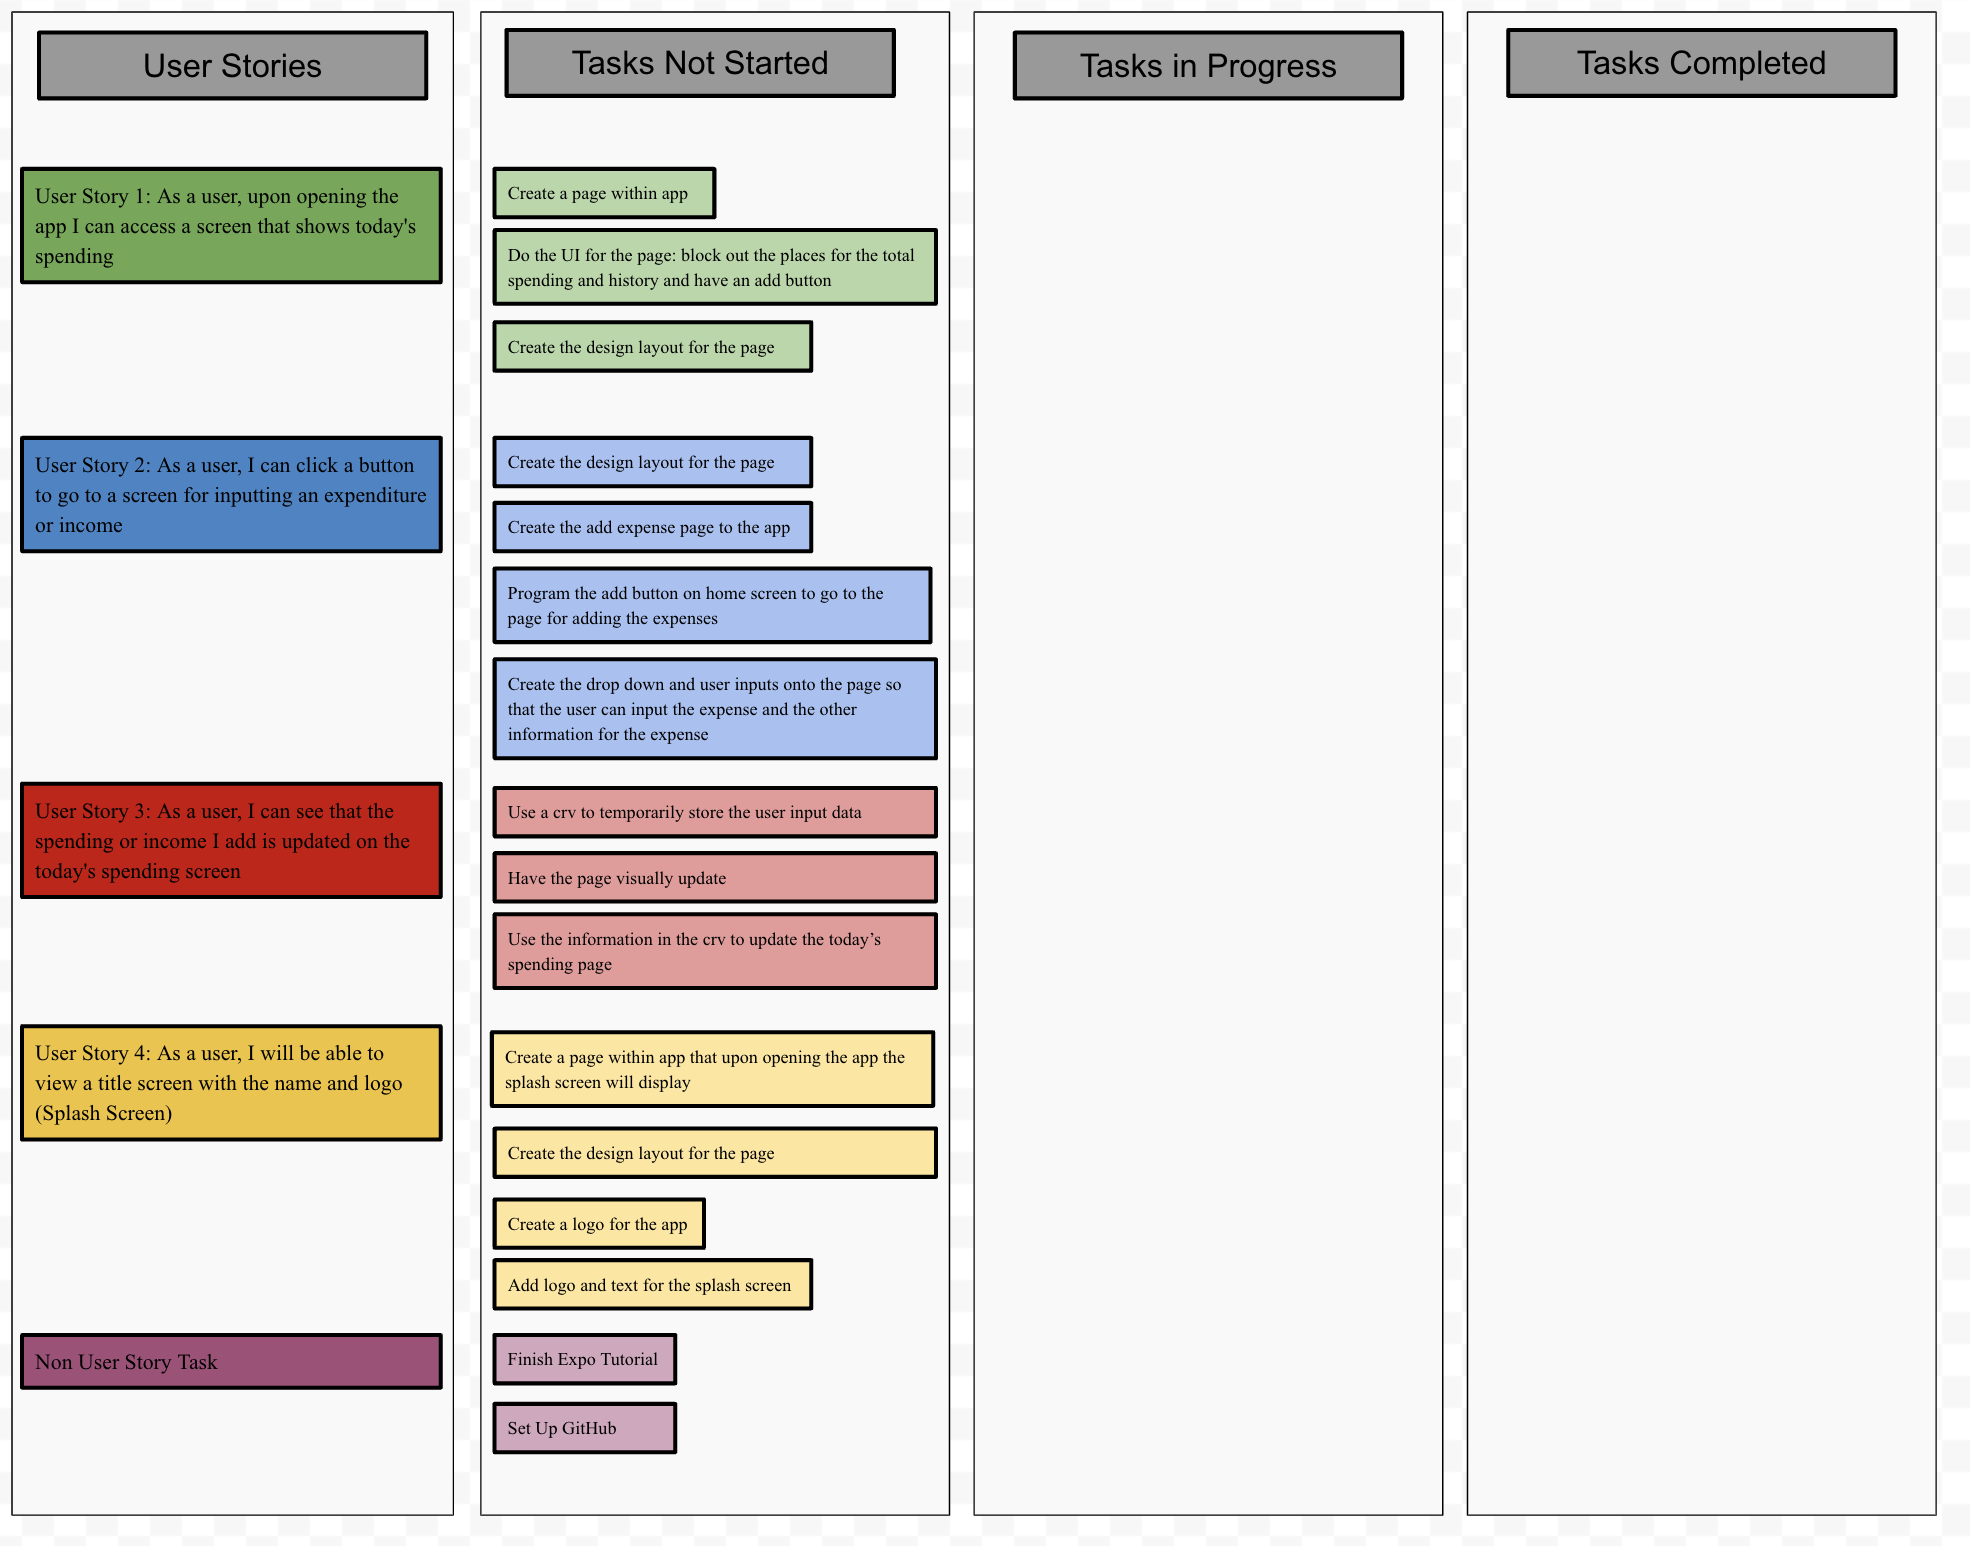 User Stories
Tasks Not Started
Tasks in Progress
Tasks Completed
User Story 1: As a user, upon opening the
app I can access a screen that shows today's
spending
Create a page within app
Do the UI for the page: block out the places for the total
spending and history and have an add button
Create the design layout for the page
User Story 2: As a user, I can click a button
to go to a screen for inputting an expenditure
or income
Create the design layout for the page
Create the add expense page to the app
Program the add button on home screen to go to the
page for adding the expenses
Create the drop down and user inputs onto the page so
that the user can input the expense and the other
information for the expense
User Story 3: As a user, I can see that the
spending or income I add is updated on the
today's spending screen
Use a crv to temporarily store the user input data
Have the page visually update
Use the information in the crv to update the today’s
spending page
User Story 4: As a user, I will be able to
view a title screen with the name and logo
(Splash Screen)
Create a page within app that upon opening the app the
splash screen will display
Create the design layout for the page
Create a logo for the app
Add logo and text for the splash screen
Non User Story Task
Finish Expo Tutorial
Set Up GitHub